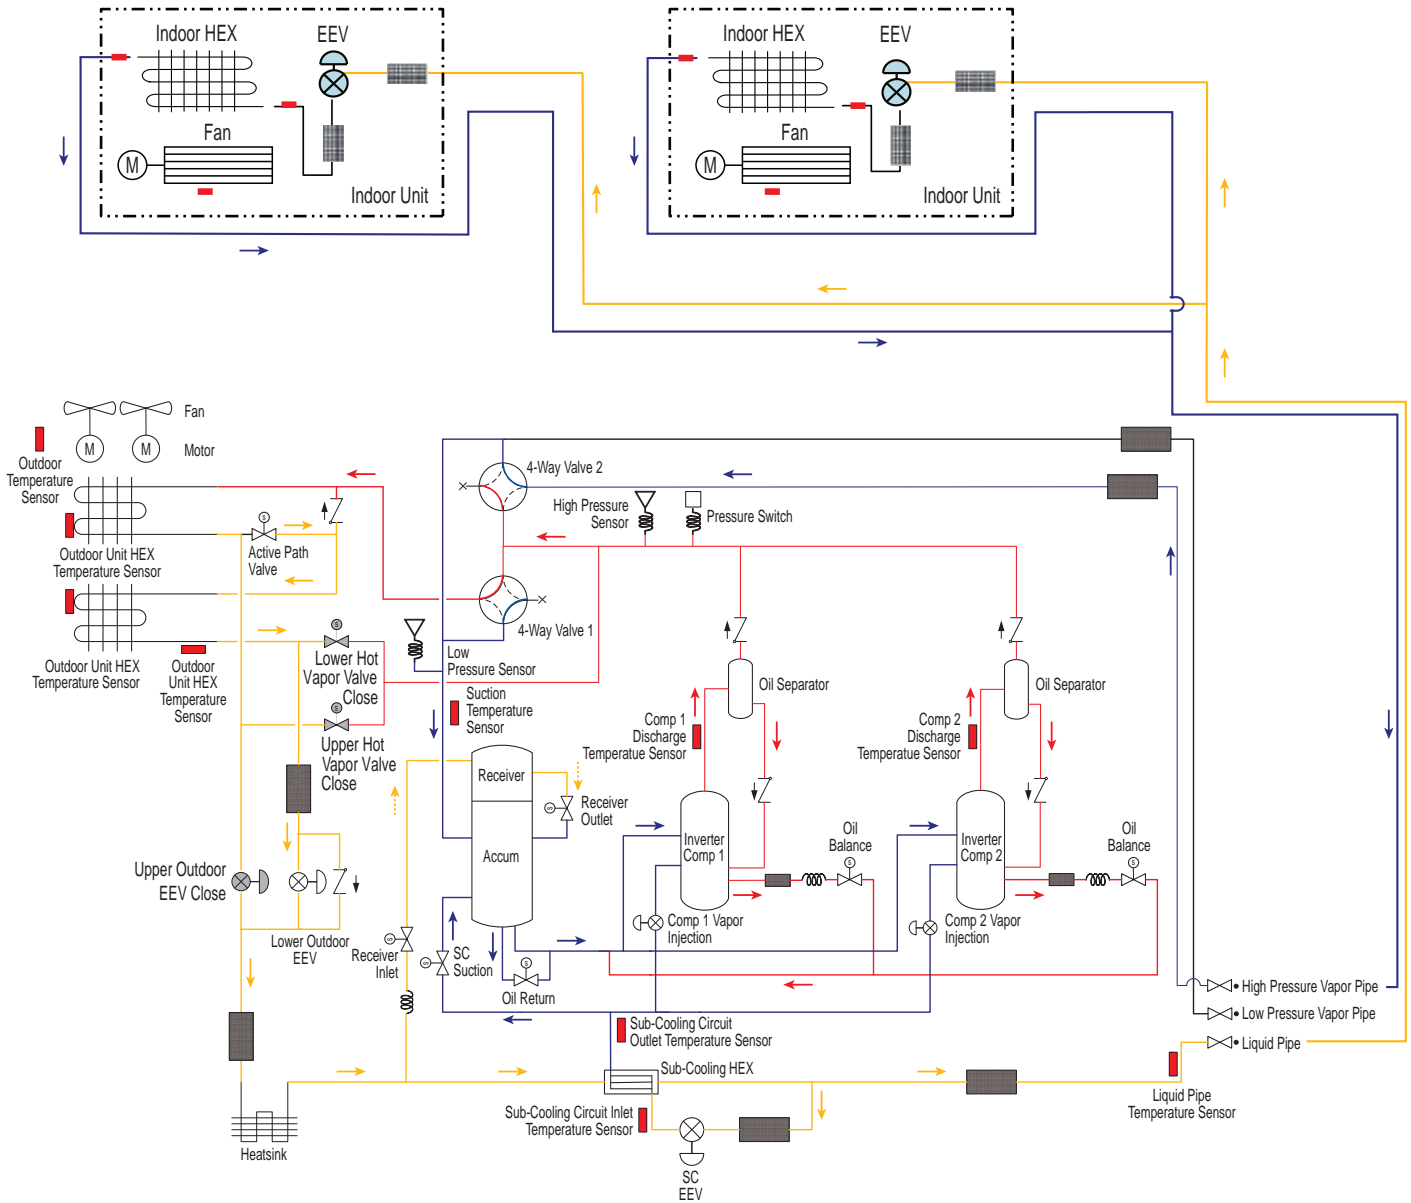 Indoor HEX
EEV
Fan
M
Indoor Unit
Indoor HEX
EEV
Fan
M
Indoor Unit
Fan
M
M
Motor
Outdoor
Temperature
Sensor
4-Way Valve 2
High Pressure
Sensor
Pressure Switch
S
Active Path
Valve
Outdoor Unit HEX
Temperature Sensor
4-Way Valve 1
S
Lower Hot
Vapor Valve
Close
Low
Pressure Sensor
Outdoor Unit HEX
Temperature Sensor
Outdoor
Unit HEX
Temperature
Sensor
S
Upper Hot
Vapor Valve
Close
Suction
Temperature
Sensor
Oil Separator
Comp 1
Discharge
Temperatue Sensor
Oil Separator
Comp 2
Discharge
Temperatue Sensor
Receiver
S
Receiver
Outlet
Accum
Inverter
Comp 1
Oil
Balance
S
Inverter
Comp 2
Oil
Balance
S
Upper Outdoor
EEV Close
Lower Outdoor
EEV
S
Receiver
Inlet
S
SC
Suction
S
Oil Return
Comp 1 Vapor
Injection
Comp 2 Vapor
Injection
High Pressure Vapor Pipe
Low Pressure Vapor Pipe
Liquid Pipe
Sub-Cooling Circuit
Outlet Temperature Sensor
Sub-Cooling HEX
Sub-Cooling Circuit Inlet
Temperature Sensor
Liquid Pipe
Temperature Sensor
Heatsink
SC
EEV